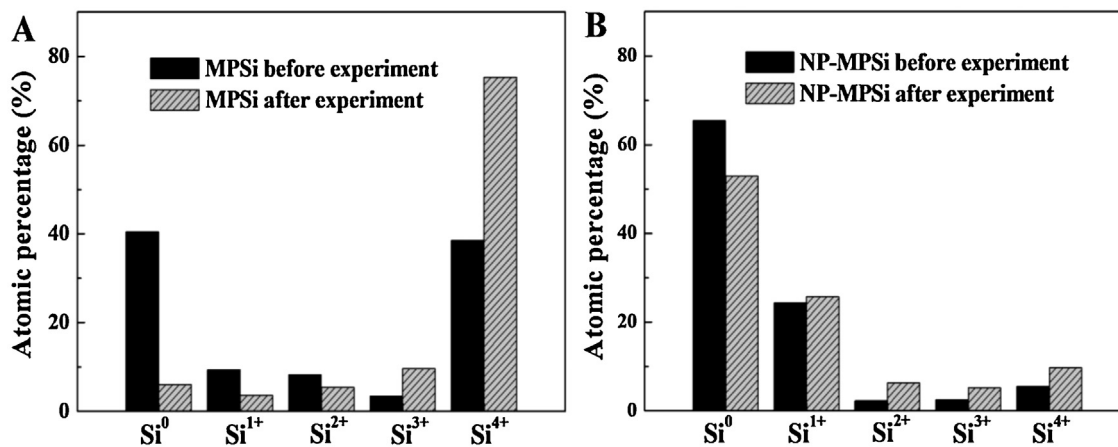 A
MPSi before experiment
MPSi after experiment
Atomic percentage (%)
80
60
40
20
0
Si⁰ Si¹⁺ Si²⁺ Si³⁺ Si⁴⁺
B
NP-MPSi before experiment
NP-MPSi after experiment
Atomic percentage (%)
80
60
40
20
0
Si⁰ Si¹⁺ Si²⁺ Si³⁺ Si⁴⁺